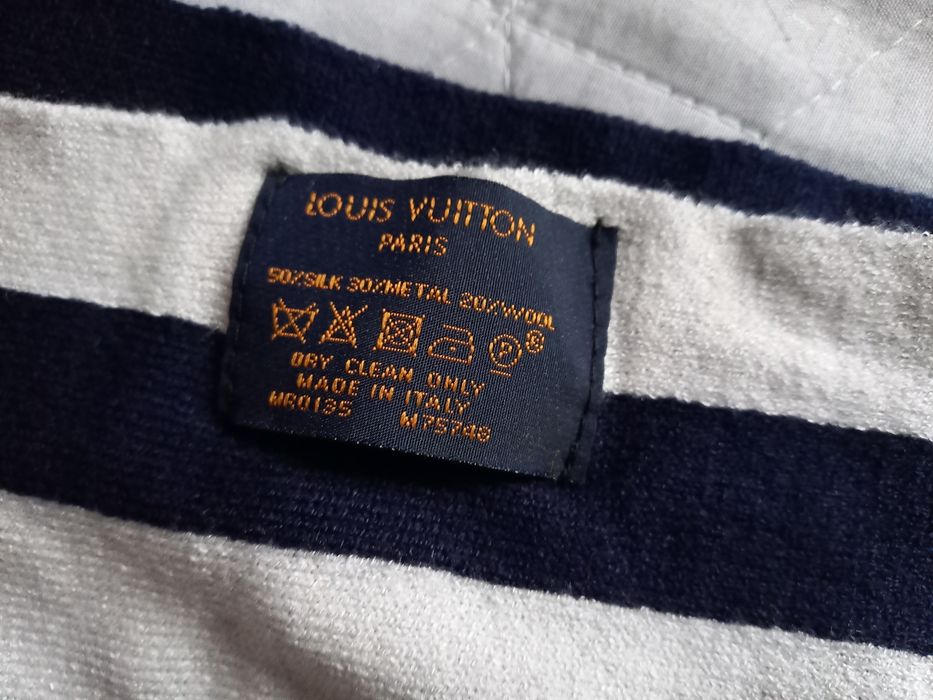 LOUIS VUITTON
PARIS
50%SILK 30%METAL 20%WOOL
P R
DRY CLEAN ONLY
MADE IN ITALY
MR0135 M75748